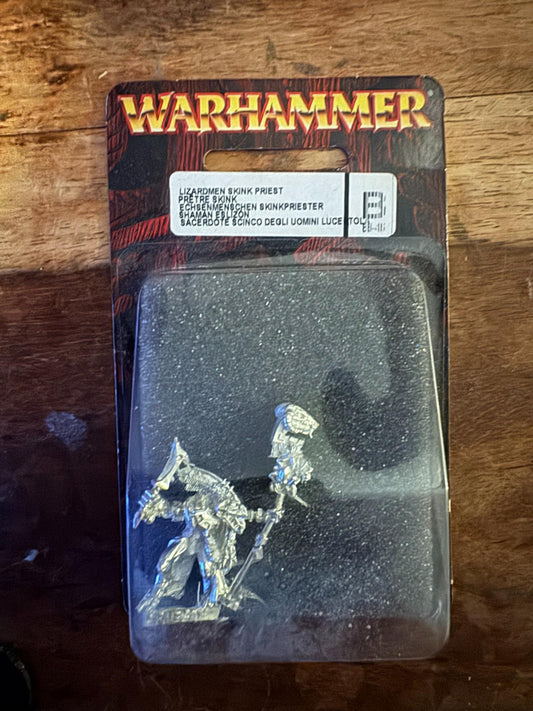 WARHAMMER®
LIZARDMEN SKINK PRIEST
PRÊTRE SKINK
ECHSENMENSCHEN SKINKPRIESTER
SHAMAN ESLIZON
SACERDOTE SCINCO DEGLI UOMINI LUCERTOLA